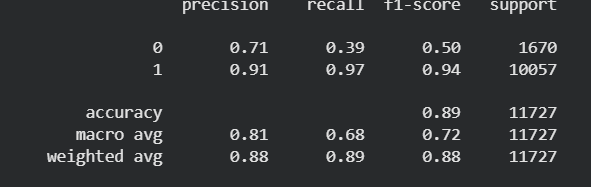 precision recall f1-score support
0 0.71 0.39 0.50 1670
1 0.91 0.97 0.94 10057
accuracy 0.89 11727
macro avg 0.81 0.68 0.72 11727
weighted avg 0.88 0.89 0.88 11727